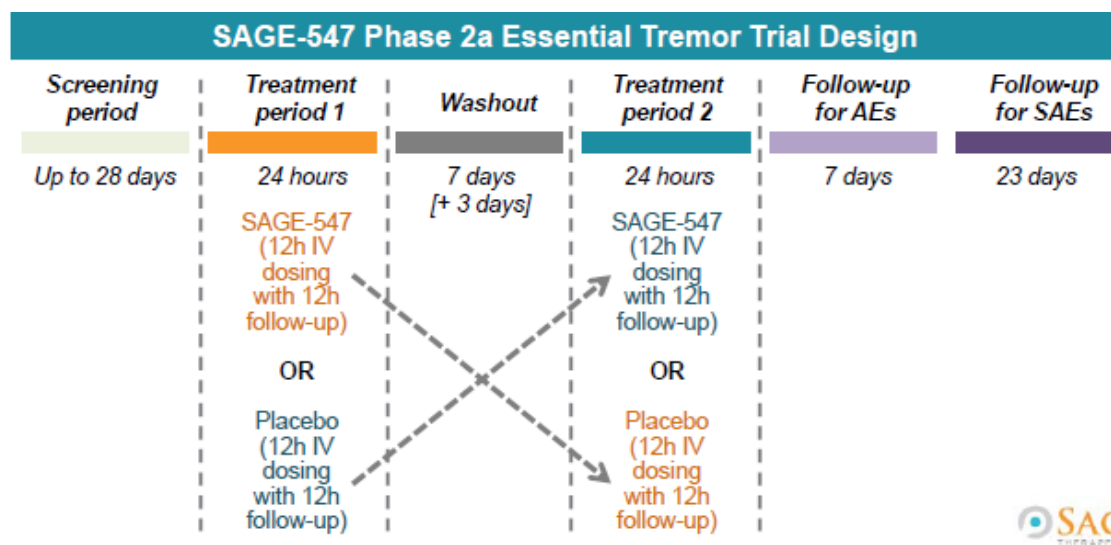 SAGE-547 Phase 2a Essential Tremor Trial Design
Screening
period
Up to 28 days
Treatment
period 1
24 hours
SAGE-547
(12h IV
dosing
with 12h
follow-up)
OR
Placebo
(12h IV
dosing
with 12h
follow-up)
Washout
7 days
[+ 3 days]
Treatment
period 2
24 hours
SAGE-547
(12h IV
dosing
with 12h
follow-up)
OR
Placebo
(12h IV
dosing
with 12h
follow-up)
Follow-up
for AEs
7 days
Follow-up
for SAEs
23 days